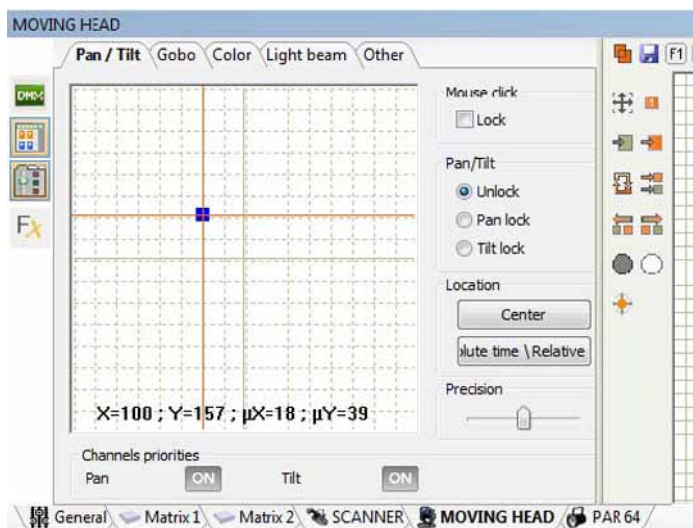 MOVING HEAD
Pan / Tilt Gobo Color Light beam Other
F1
DMX
Mouse click
Lock
Pan/Tilt
Unlock
Pan lock
Tilt lock
Fx
Location
Center
olute time \ Relative
Precision
X=100 ; Y=157 ; µX=18 ; µY=39
Channels priorities
Pan ON Tilt ON
General Matrix 1 Matrix 2 SCANNER MOVING HEAD PAR 64